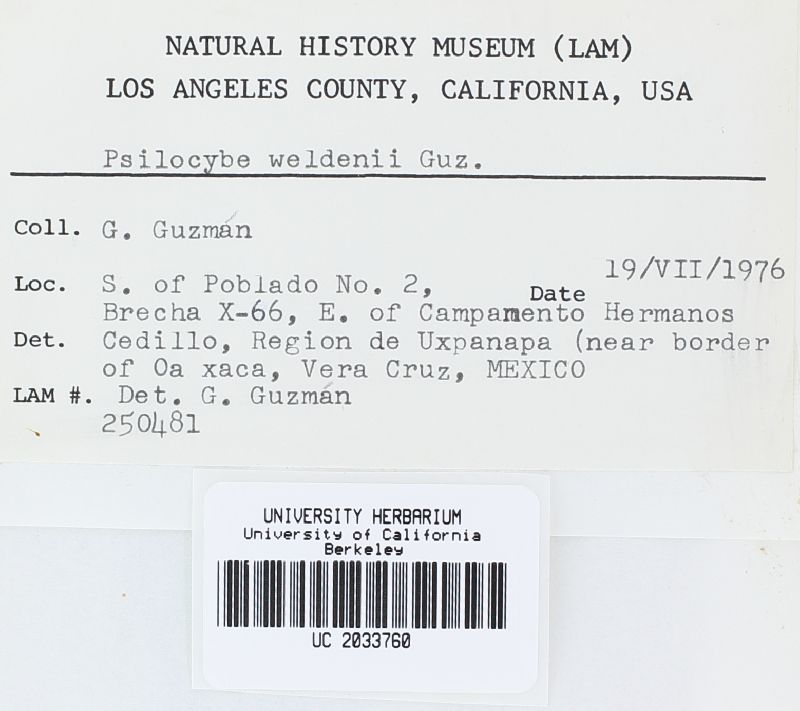 NATURAL HISTORY MUSEUM (LAM)
LOS ANGELES COUNTY, CALIFORNIA, USA
Psilocybe weldenii Guz.
Coll. G. Guzmán
19/VII/1976
Loc. S. of Poblado No. 2, Date
Brecha X-66, E. of Campamento Hermanos
Det. Cedillo, Region de Uxpanapa (near border
of Oa xaca, Vera Cruz, MEXICO
LAM #. Det. G. Guzmán
250481
UNIVERSITY HERBARIUM
University of California
Berkeley
UC 2033760